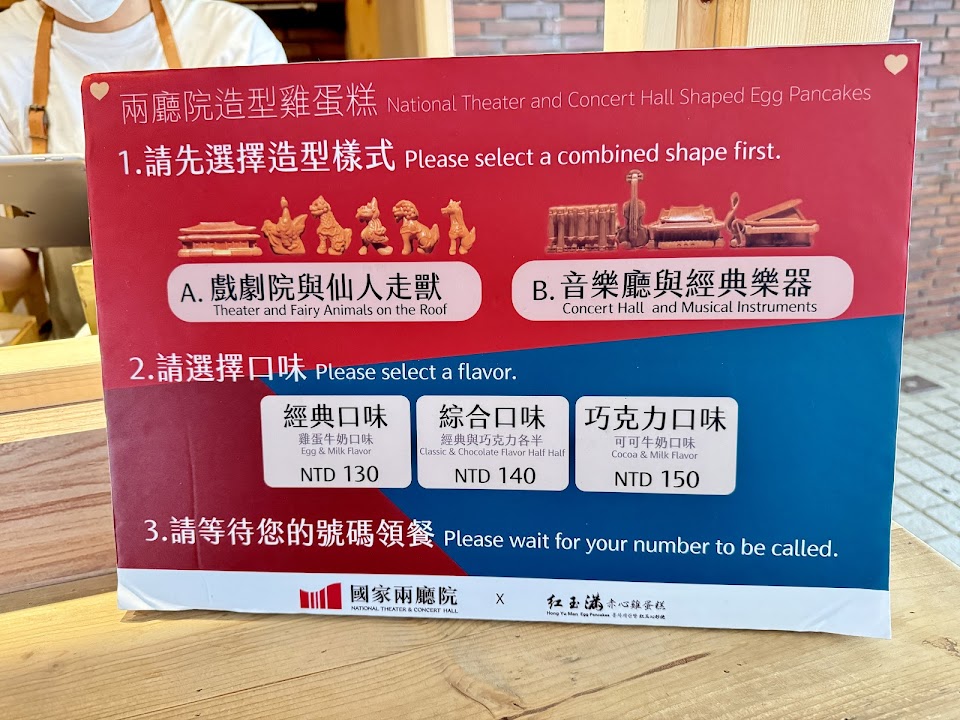 兩廳院造型雞蛋糕 National Theater and Concert Hall Shaped Egg Pancakes
1.請先選擇造型樣式 Please select a combined shape first.
A. 戲劇院與仙人走獸
Theater and Fairy Animals on the Roof
B. 音樂廳與經典樂器
Concert Hall and Musical Instruments
2.請選擇口味 Please select a flavor.
經典口味
雞蛋牛奶口味
Egg & Milk Flavor
NTD 130
綜合口味
經典與巧克力各半
Classic & Chocolate Flavor Half Half
NTD 140
巧克力口味
可可牛奶口味
Cocoa & Milk Flavor
NTD 150
3.請等待您的號碼領餐 Please wait for your number to be called.
國家兩廳院
NATIONAL THEATER & CONCERT HALL
X
红玉满 赤心雞蛋糕
Hong Yu Man Egg Pancakes